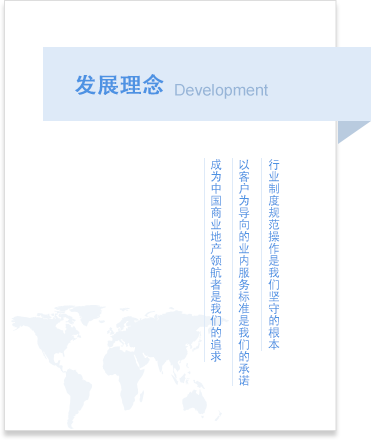 发展理念 Development
行业制度规范操作是我们坚守的根本
以客户为导向的业内服务标准是我们的承诺
成为中国商业地产领航者是我们的追求